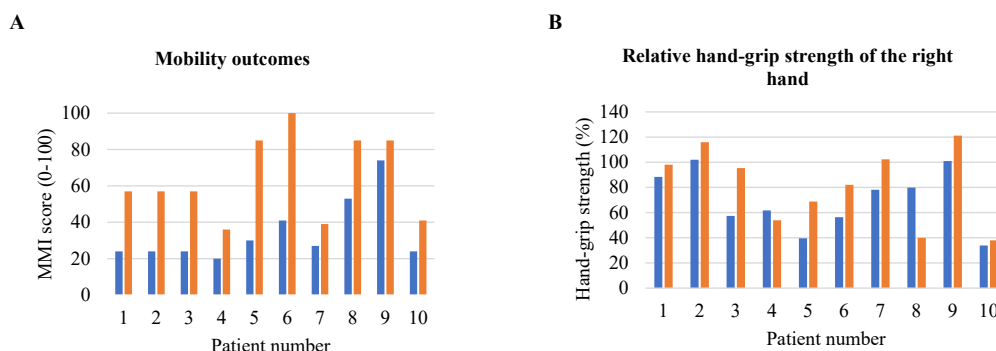 A
Mobility outcomes
MMI score (0-100)
100
80
60
40
20
0
1 2 3 4 5 6 7 8 9 10
Patient number
B
Relative hand-grip strength of the right
hand
Hand-grip strength (%)
140
120
100
80
60
40
20
0
1 2 3 4 5 6 7 8 9 10
Patient number